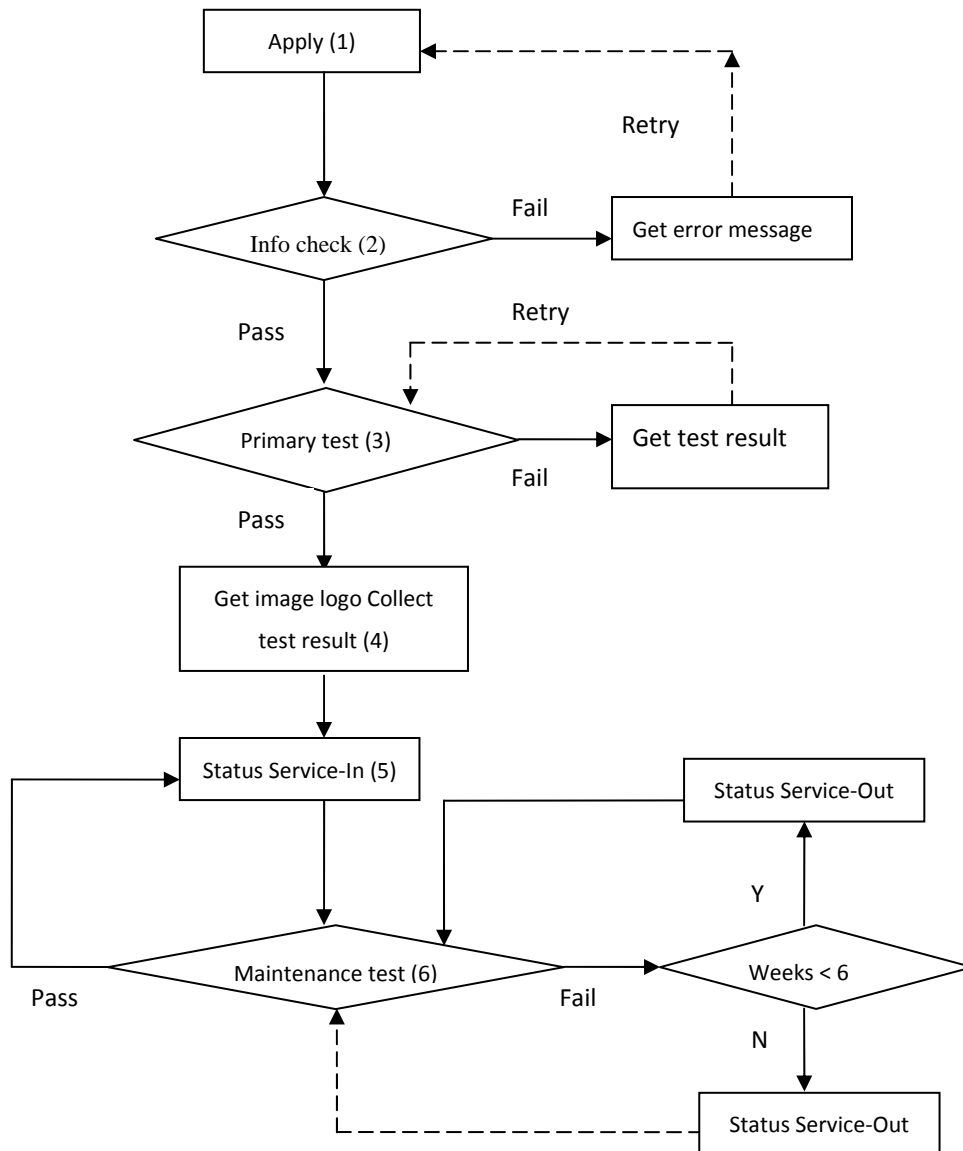 Apply (1)
Retry
Fail
Info check (2)
Get error message
Pass
Retry
Primary test (3)
Get test result
Fail
Pass
Get image logo Collect
test result (4)
Status Service-In (5)
Status Service-Out
Y
Maintenance test (6)
Weeks < 6
Pass
Fail
N
Status Service-Out